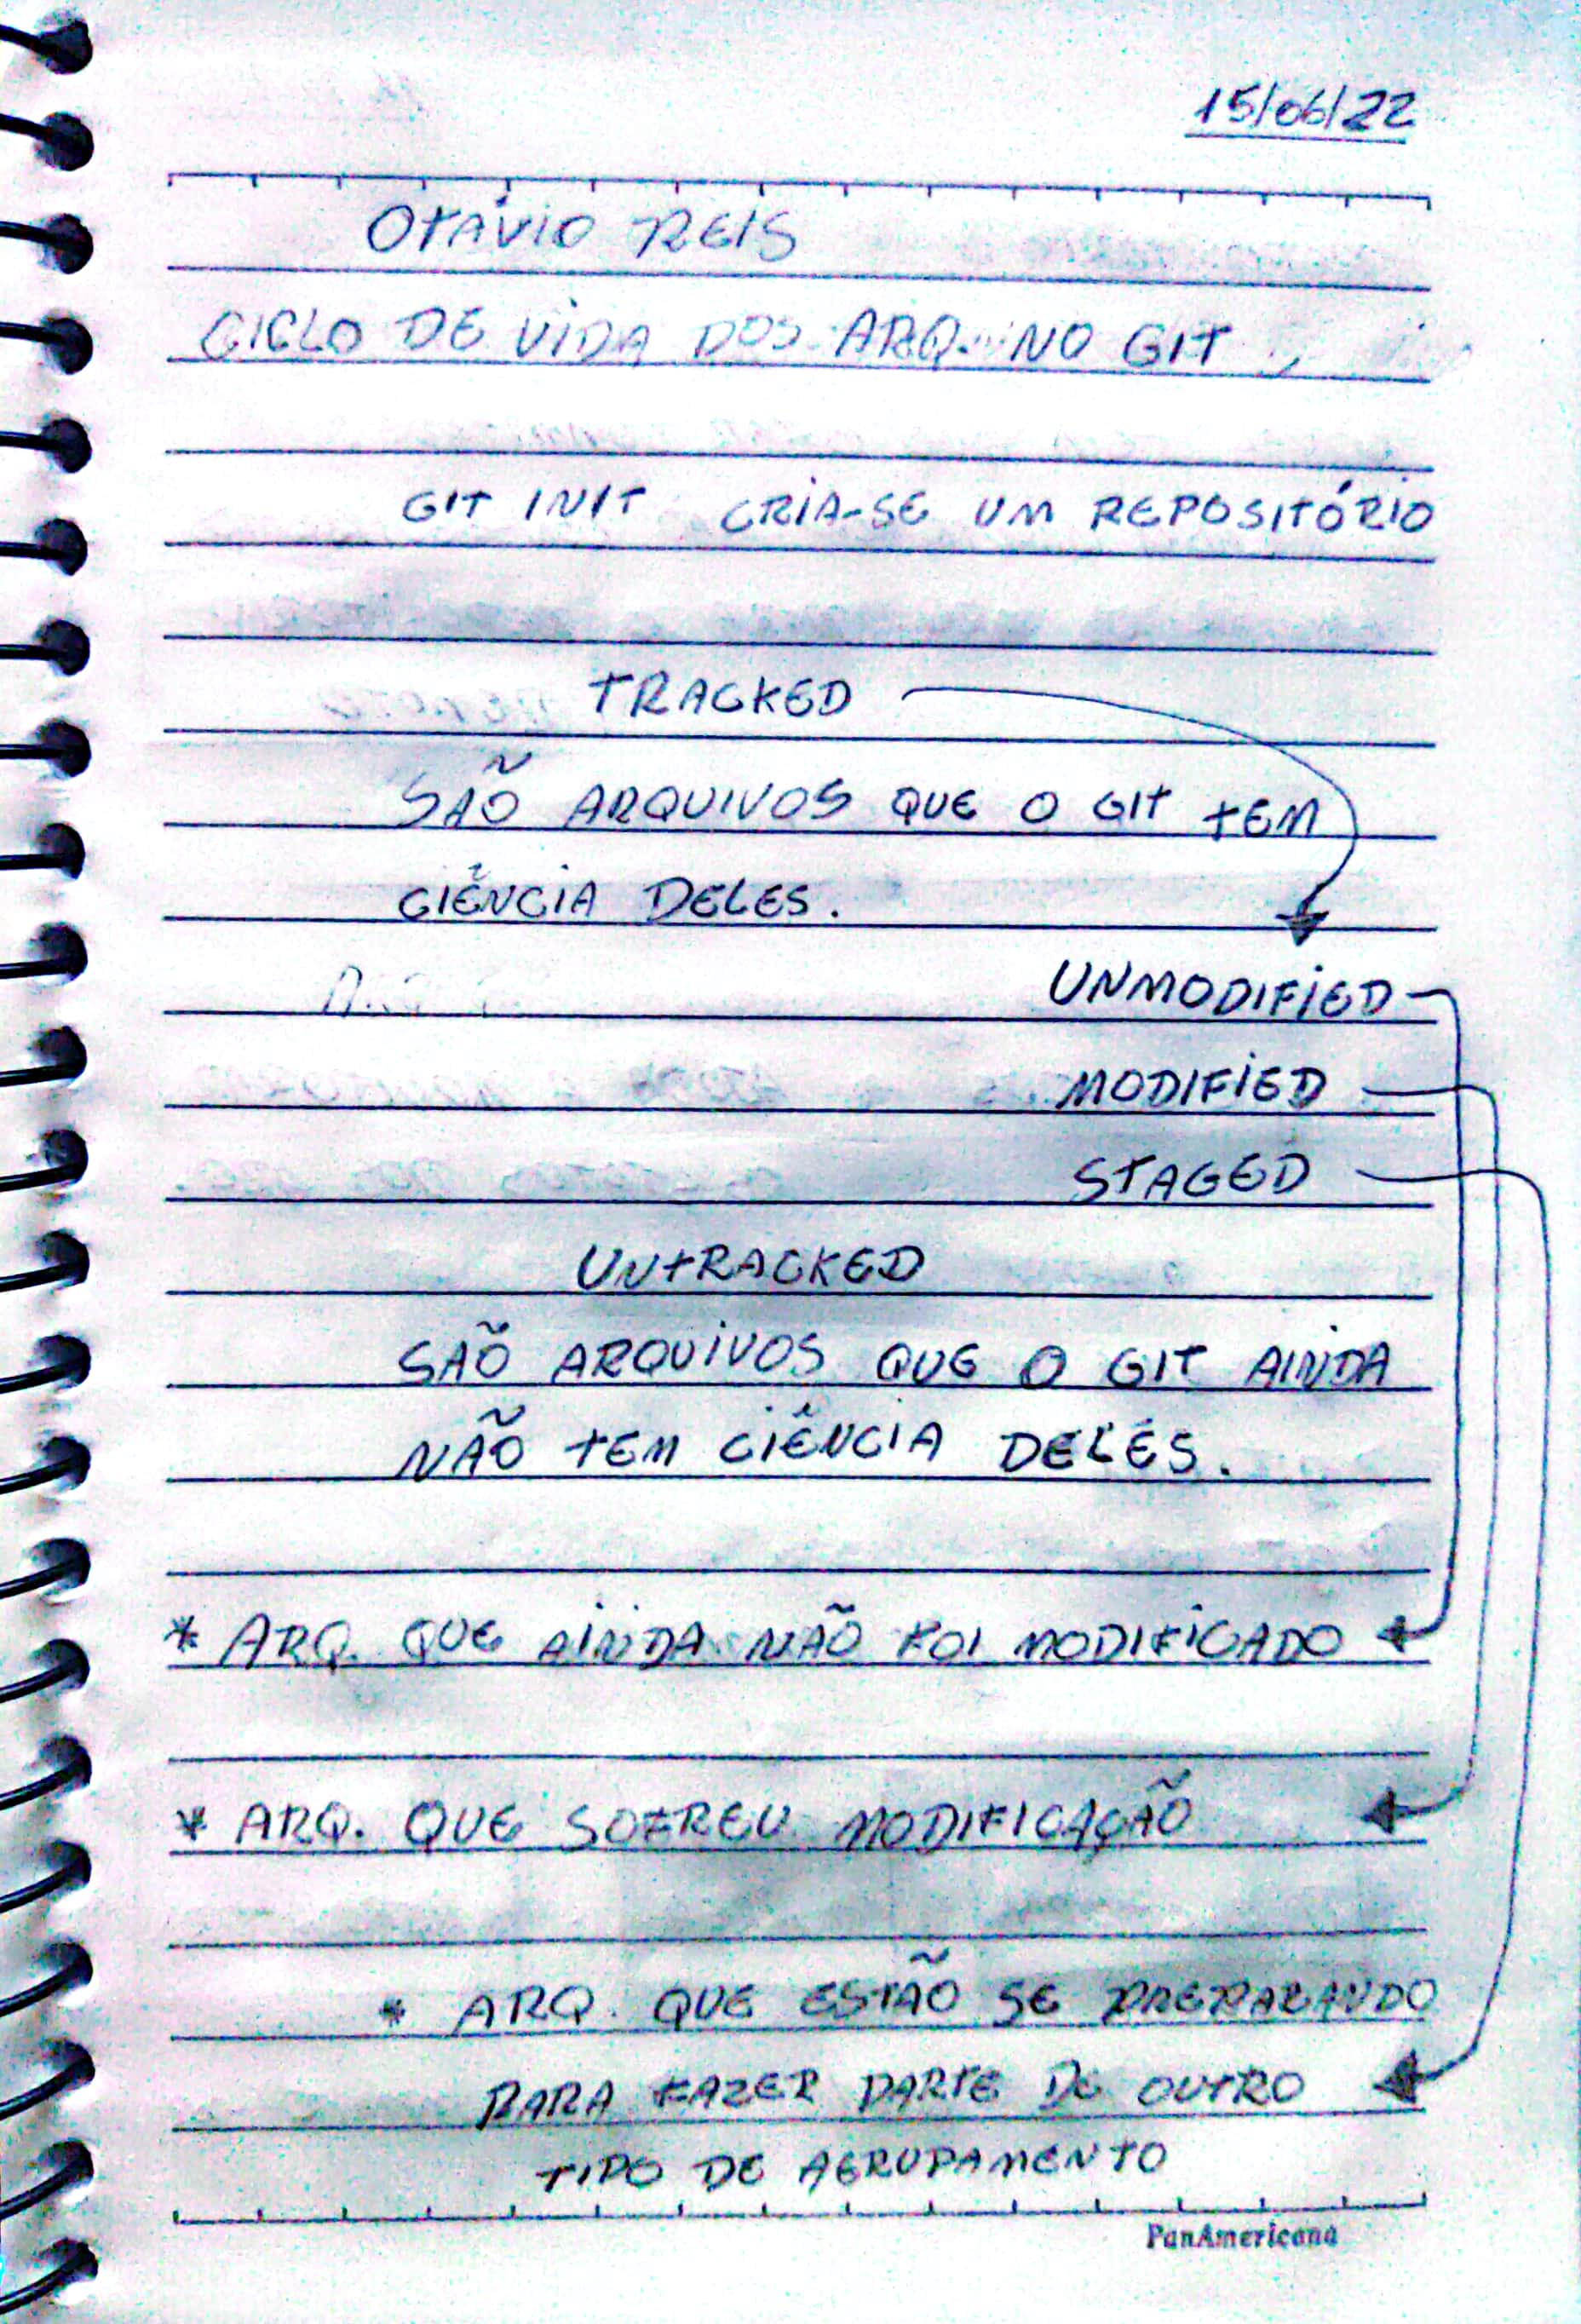 15/06/22
OTÁVIO REIS
CICLO DE VIDA DOS ARQ. NO GIT
GIT INIT CRIA-SE UM REPOSITÓRIO
TRACKED
SÃO ARQUIVOS QUE O GIT TEM
CIÊNCIA DELES.
UNMODIFIED
MODIFIED
STAGED
UNTRACKED
SÃO ARQUIVOS QUE O GIT AINDA
NÃO TEM CIÊNCIA DELES.
* ARQ. QUE AINDA NÃO FOI MODIFICADO
* ARQ. QUE SOFREU MODIFICAÇÃO
* ARQ. QUE ESTÃO SE PREPARANDO
PARA FAZER PARTE DE OUTRO
TIPO DE AGRUPAMENTO
PanAmericana